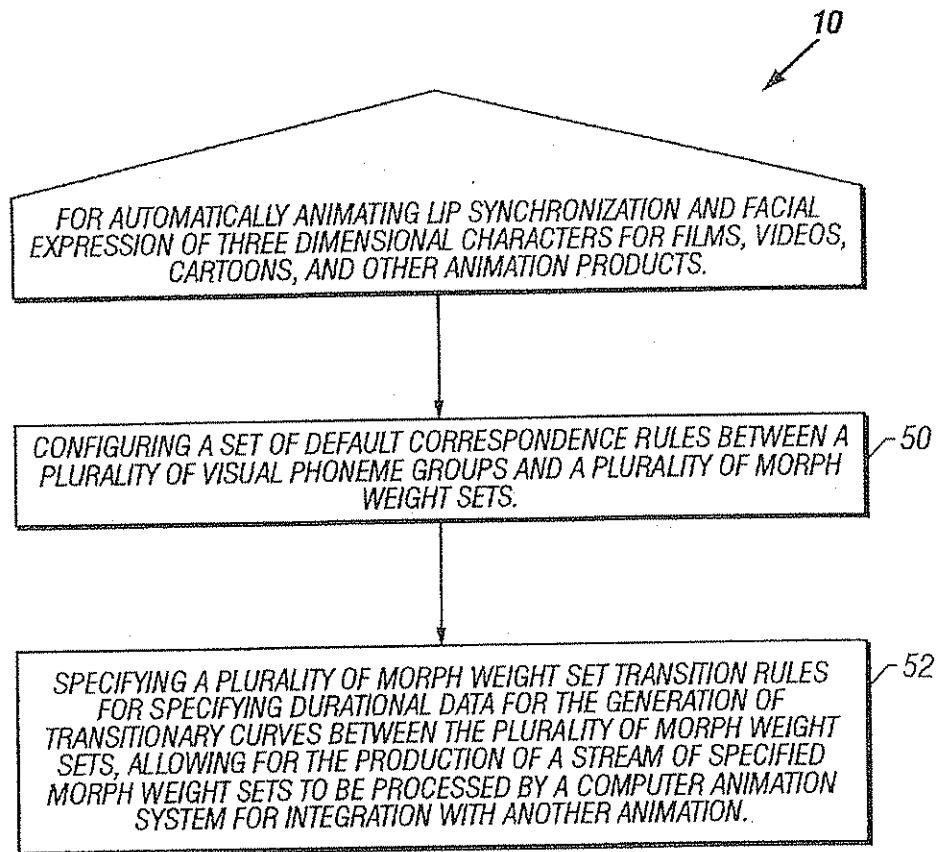 10
FOR AUTOMATICALLY ANIMATING LIP SYNCHRONIZATION AND FACIAL
EXPRESSION OF THREE DIMENSIONAL CHARACTERS FOR FILMS, VIDEOS,
CARTOONS, AND OTHER ANIMATION PRODUCTS.
CONFIGURING A SET OF DEFAULT CORRESPONDENCE RULES BETWEEN A
PLURALITY OF VISUAL PHONEME GROUPS AND A PLURALITY OF MORPH
WEIGHT SETS.
50
SPECIFYING A PLURALITY OF MORPH WEIGHT SET TRANSITION RULES
FOR SPECIFYING DURATIONAL DATA FOR THE GENERATION OF
TRANSITIONARY CURVES BETWEEN THE PLURALITY OF MORPH WEIGHT
SETS, ALLOWING FOR THE PRODUCTION OF A STREAM OF SPECIFIED
MORPH WEIGHT SETS TO BE PROCESSED BY A COMPUTER ANIMATION
SYSTEM FOR INTEGRATION WITH ANOTHER ANIMATION.
52